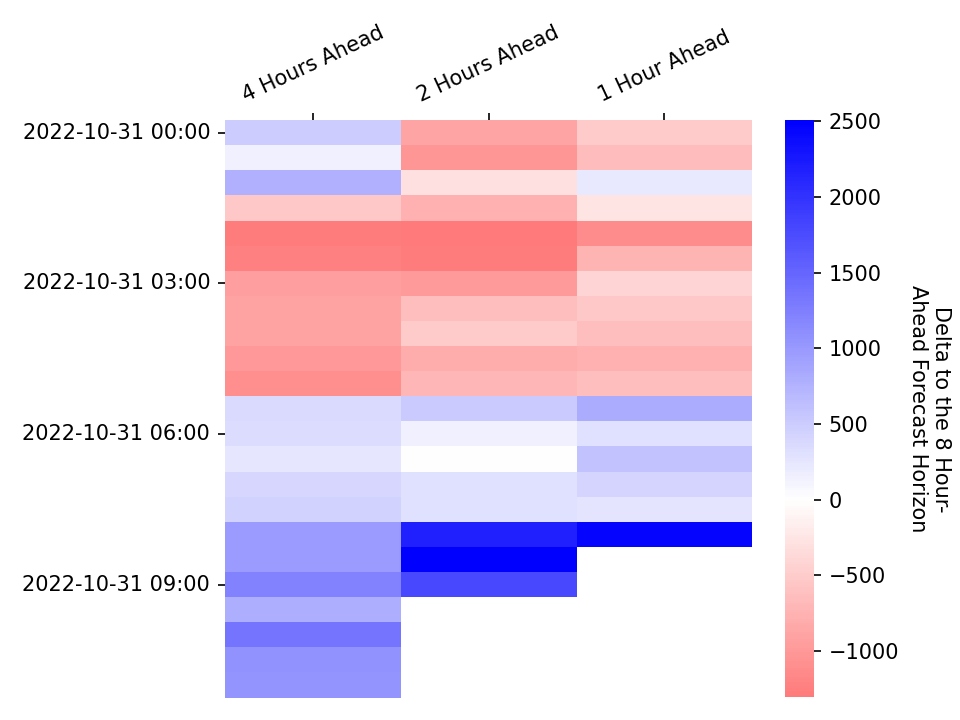 4 Hours Ahead
2 Hours Ahead
1 Hour Ahead
2022-10-31 00:00
2022-10-31 03:00
2022-10-31 06:00
2022-10-31 09:00
2500
2000
1500
1000
500
0
−500
−1000
Delta to the 8 Hour-
Ahead Forecast Horizon